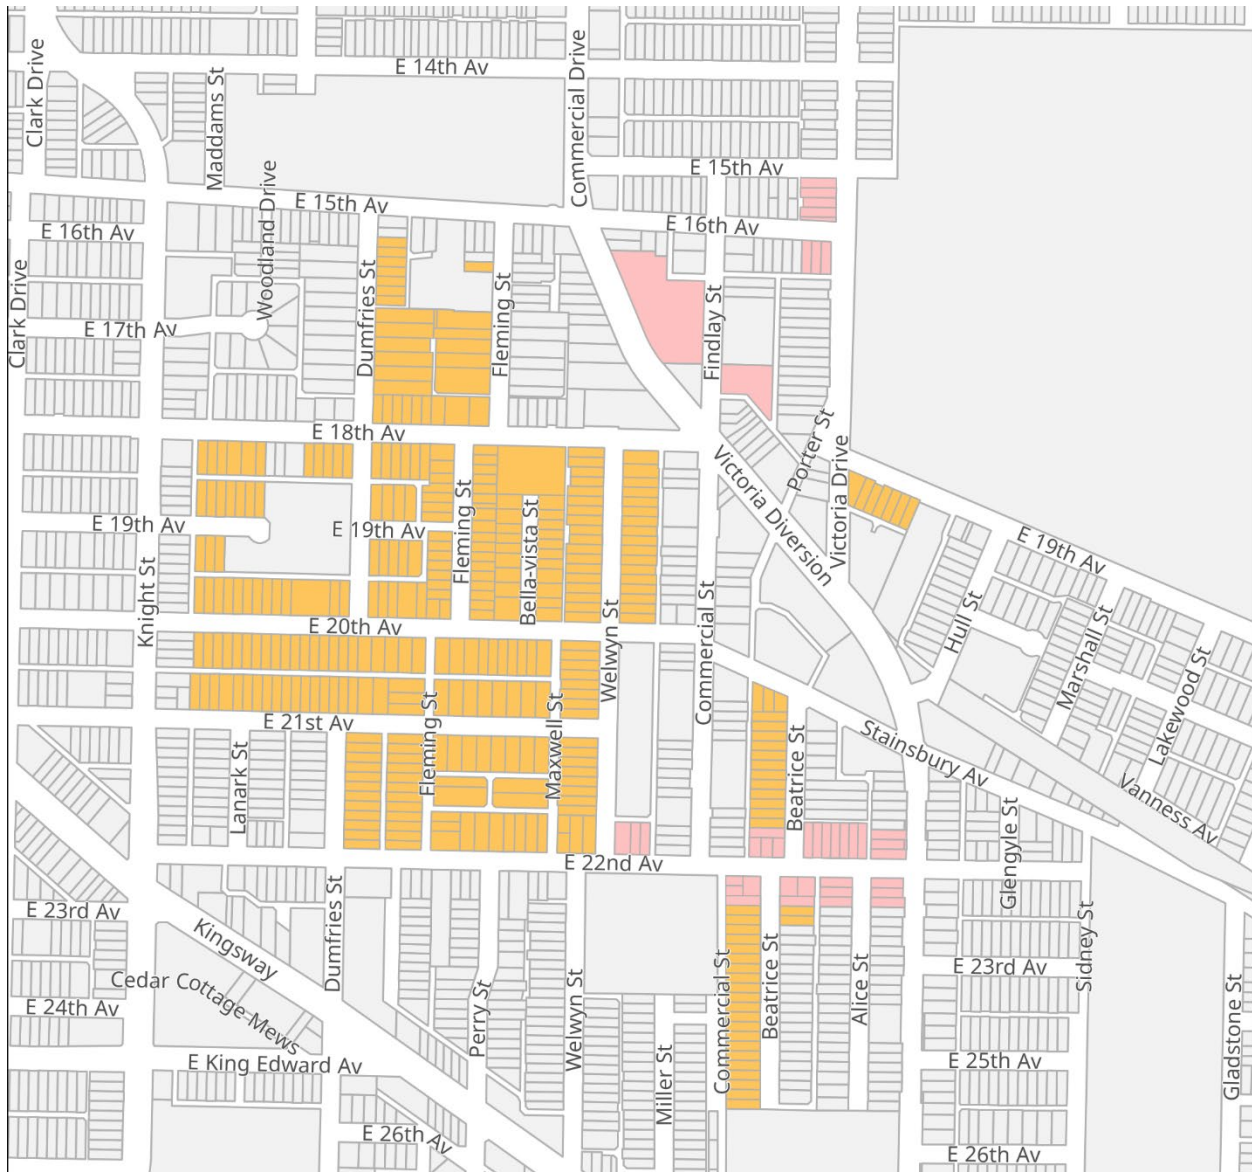 Clark Drive
E 14th Av
Commercial Drive
Maddams St
E 15th Av
Woodland Drive
E 15th Av
E 16th Av
E 16th Av
Clark Drive
E 17th Av
Dumfries St
Fleming St
Findlay St
E 18th Av
Porter St
Victoria Drive
Victoria Diversion
E 19th Av
E 19th Av
Fleming St
Bella-vista St
E 19th Av
Knight St
E 20th Av
Welwyn St
Commercial St
Hull St
Marshall St
Lakewood St
E 21st Av
Fleming St
Maxwell St
Beatrice St
Stainsbury Av
Lanark St
Vanness Av
E 22nd Av
Glengyle St
E 23rd Av
Kingsway
Dumfries St
Cedar Cottage Mews
E 24th Av
Perry St
Welwyn St
Commercial St
Beatrice St
Alice St
E 23rd Av
Sidney St
Gladstone St
E King Edward Av
Miller St
E 25th Av
E 26th Av
E 26th Av